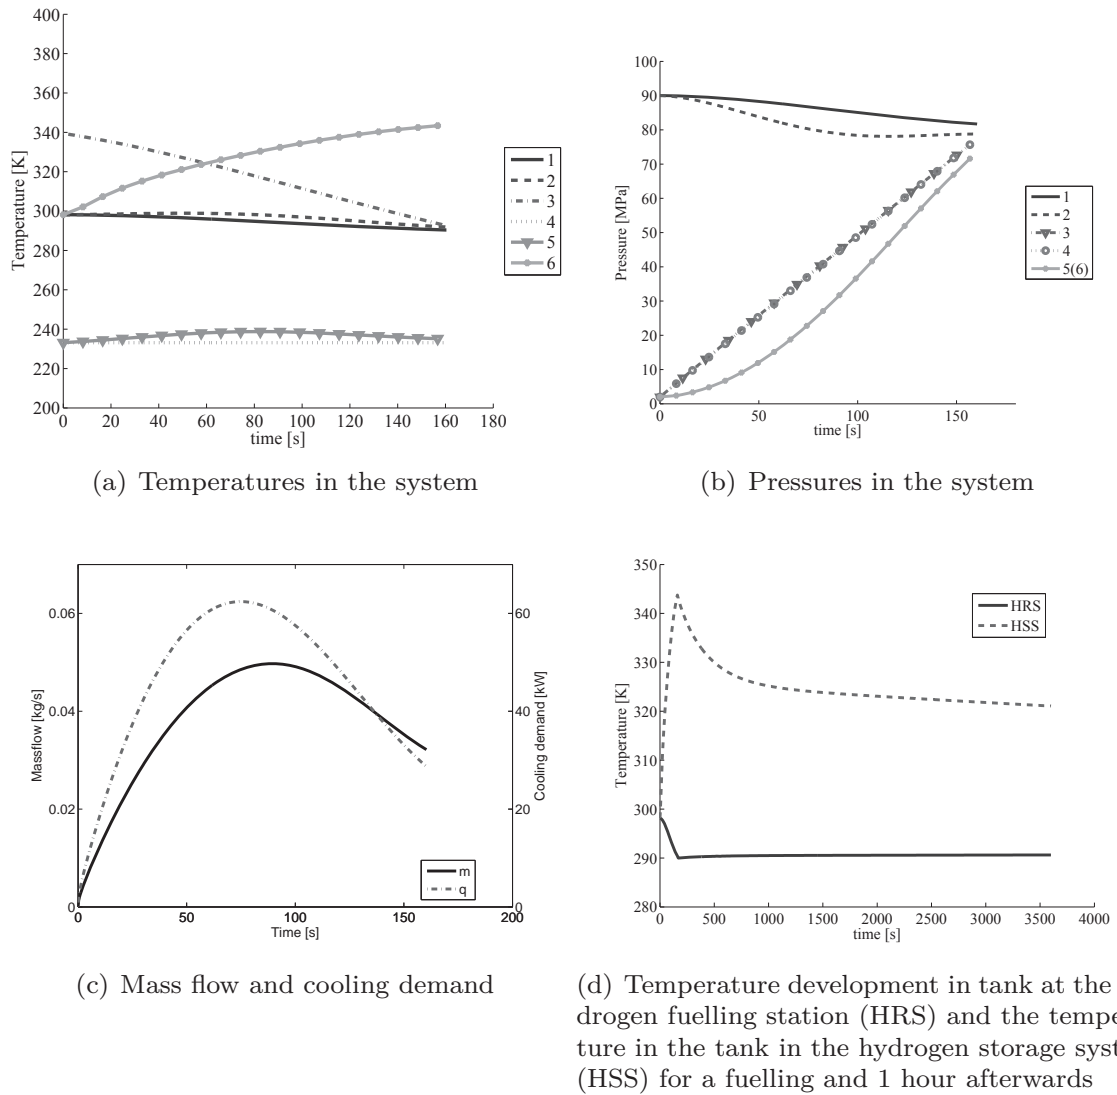 400
380
360
340
320
300
280
260
240
220
200
Temperature [K]
0 20 40 60 80 100 120 140 160 180
time [s]
1
2
3
4
5
6
(a) Temperatures in the system
100
90
80
70
60
50
40
30
20
10
0
Pressure [MPa]
0 50 100 150
time [s]
1
2
3
4
5(6)
(b) Pressures in the system
0.06
0.04
0.02
0
Massflow [kg/s]
60
40
20
0
Cooling demand [kW]
0 50 100 150 200
Time [s]
m
q
(c) Mass flow and cooling demand
350
340
330
320
310
300
290
280
Temperature [K]
0 500 1000 1500 2000 2500 3000 3500 4000
time [s]
HRS
HSS
(d) Temperature development in tank at the
drogen fuelling station (HRS) and the tempe
ture in the tank in the hydrogen storage syst
(HSS) for a fuelling and 1 hour afterwards